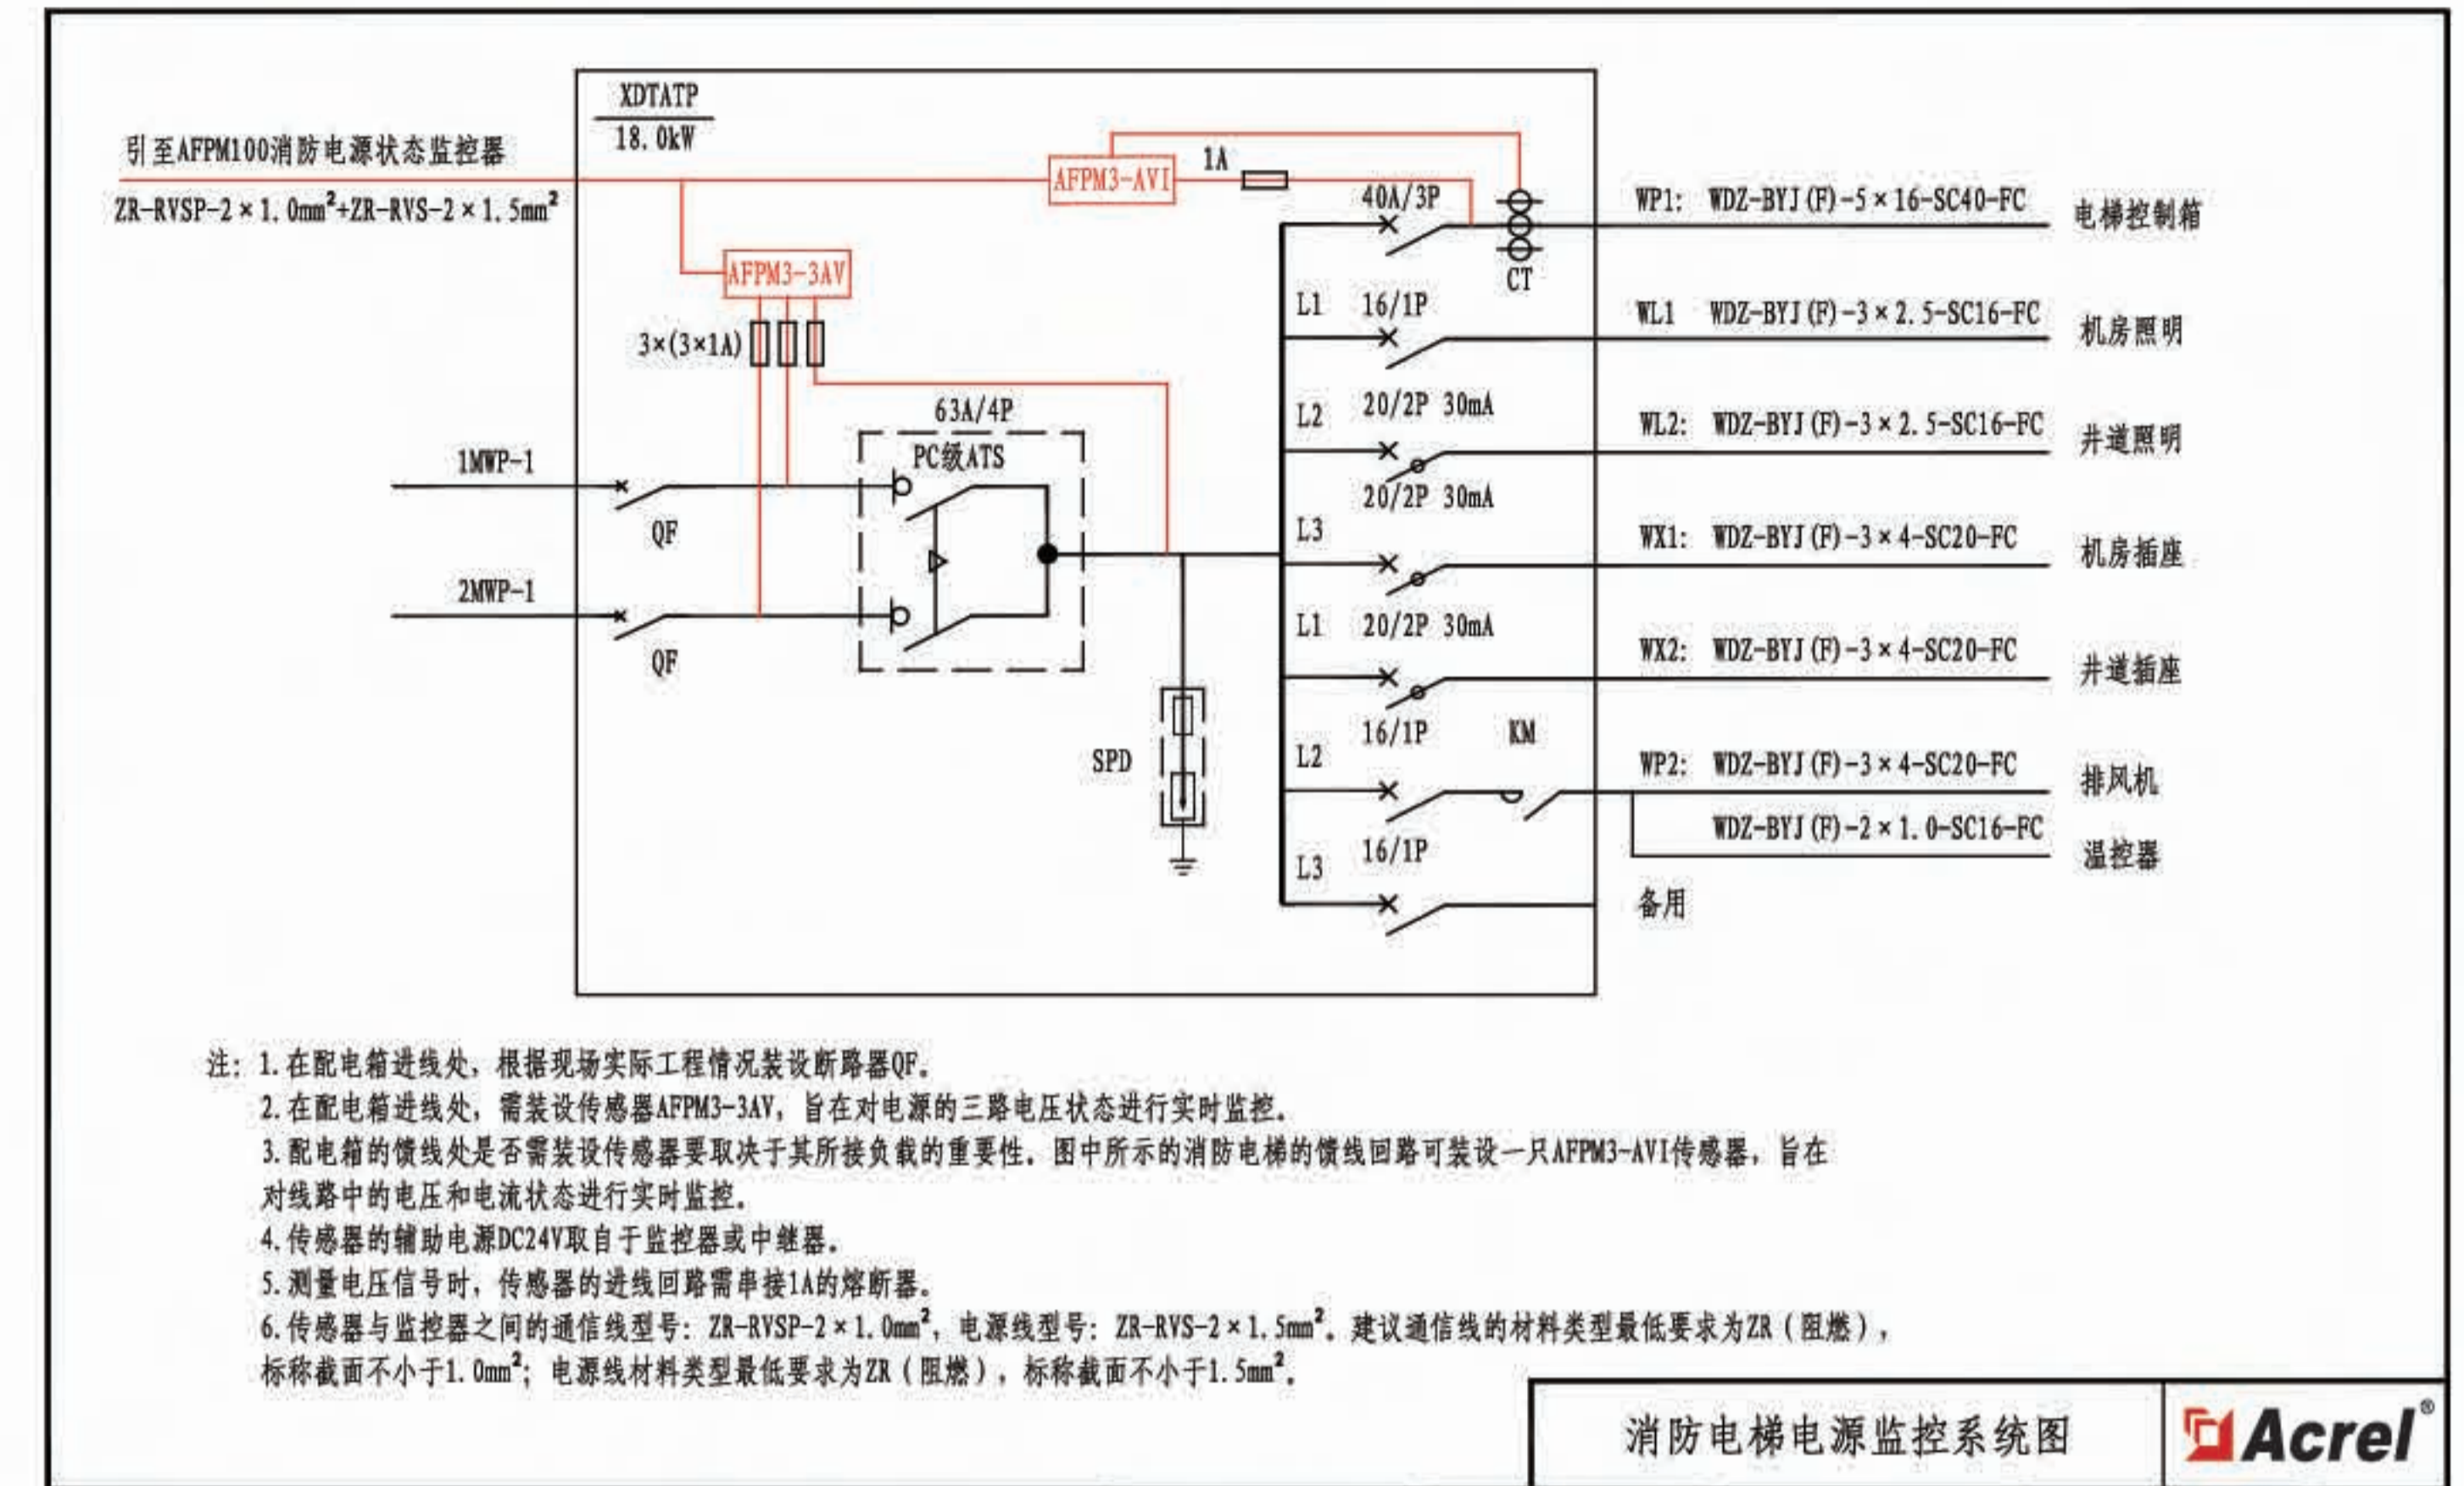 XDTATP
18.0kW
引至AFPM100消防电源状态监控器
ZR-RVSP-2×1.0mm²+ZR-RVS-2×1.5mm²
AFPM3-AVI
1A
AFPM3-3AV
3×(3×1A)
63A/4P
PC级ATS
1MWP-1
QF
2MWP-1
QF
SPD
40A/3P
CT
WP1: WDZ-BYJ(F)-5×16-SC40-FC
电梯控制箱
L1 16/1P
WL1 WDZ-BYJ(F)-3×2.5-SC16-FC
机房照明
L2 20/2P 30mA
WL2: WDZ-BYJ(F)-3×2.5-SC16-FC
井道照明
L3 20/2P 30mA
WX1: WDZ-BYJ(F)-3×4-SC20-FC
机房插座
L1 20/2P 30mA
WX2: WDZ-BYJ(F)-3×4-SC20-FC
井道插座
L2 16/1P KM
WP2: WDZ-BYJ(F)-3×4-SC20-FC
排风机
WDZ-BYJ(F)-2×1.0-SC16-FC
温控器
L3 16/1P
备用
注: 1.在配电箱进线处，根据现场实际工程情况装设断路器QF。
2.在配电箱进线处，需装设传感器AFPM3-3AV，旨在对电源的三路电压状态进行实时监控。
3.配电箱的馈线处是否需装设传感器要取决于其所接负载的重要性。图中所示的消防电梯的馈线回路可装设一只AFPM3-AVI传感器，旨在
对线路中的电压和电流状态进行实时监控。
4.传感器的辅助电源DC24V取自于监控器或中继器。
5.测量电压信号时，传感器的进线回路需串接1A的熔断器。
6.传感器与监控器之间的通信线型号: ZR-RVSP-2×1.0mm²，电源线型号: ZR-RVS-2×1.5mm²。建议通信线的材料类型最低要求为ZR（阻燃），
标称截面不小于1.0mm²；电源线材料类型最低要求为ZR（阻燃），标称截面不小于1.5mm²。
消防电梯电源监控系统图
Acrel®